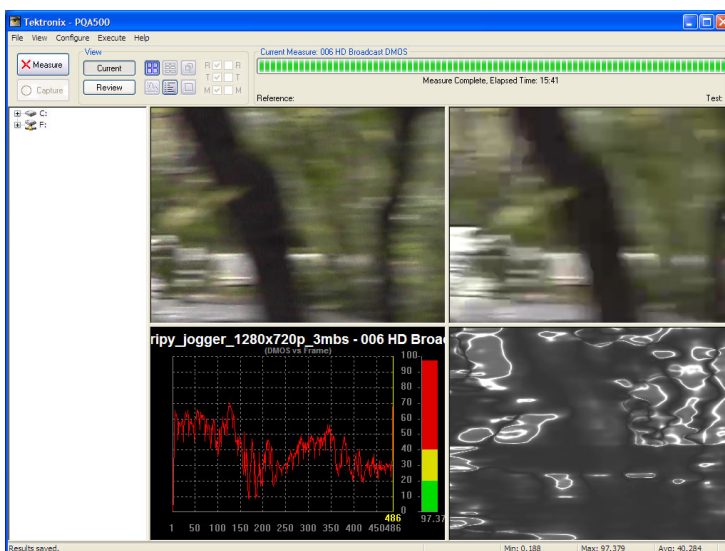 Tektronix - PQA500
File View Configure Execute Help
Measure
Capture
View
Current
Review
R R
T T
M M
Current Measure: 006 HD Broadcast DMOS
Measure Complete, Elapsed Time: 15:41
Reference:
Test:
C:
F:
ripy_jogger_1280x720p_3mbs - 006 HD Broa
(DMOS vs Frame)
100
90
80
70
60
50
40
30
20
10
0
486
97.37
1 50 100 150 200 250 300 350 400 450 486
Results saved.
Min: 0.188
Max: 97.379
Avg: 40.284